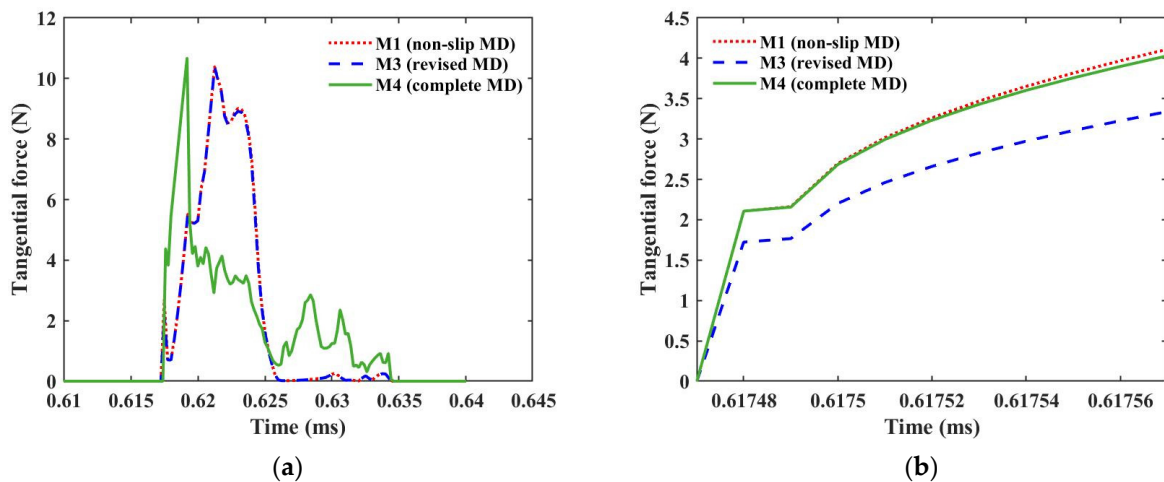 12
10
8
6
4
2
0
Tangential force (N)
M1 (non-slip MD)
M3 (revised MD)
M4 (complete MD)
0.61 0.615 0.62 0.625 0.63 0.635 0.64 0.645
Time (ms)
(a)
4.5
4
3.5
3
2.5
2
1.5
1
0.5
0
Tangential force (N)
M1 (non-slip MD)
M3 (revised MD)
M4 (complete MD)
0.61748 0.6175 0.61752 0.61754 0.61756
Time (ms)
(b)